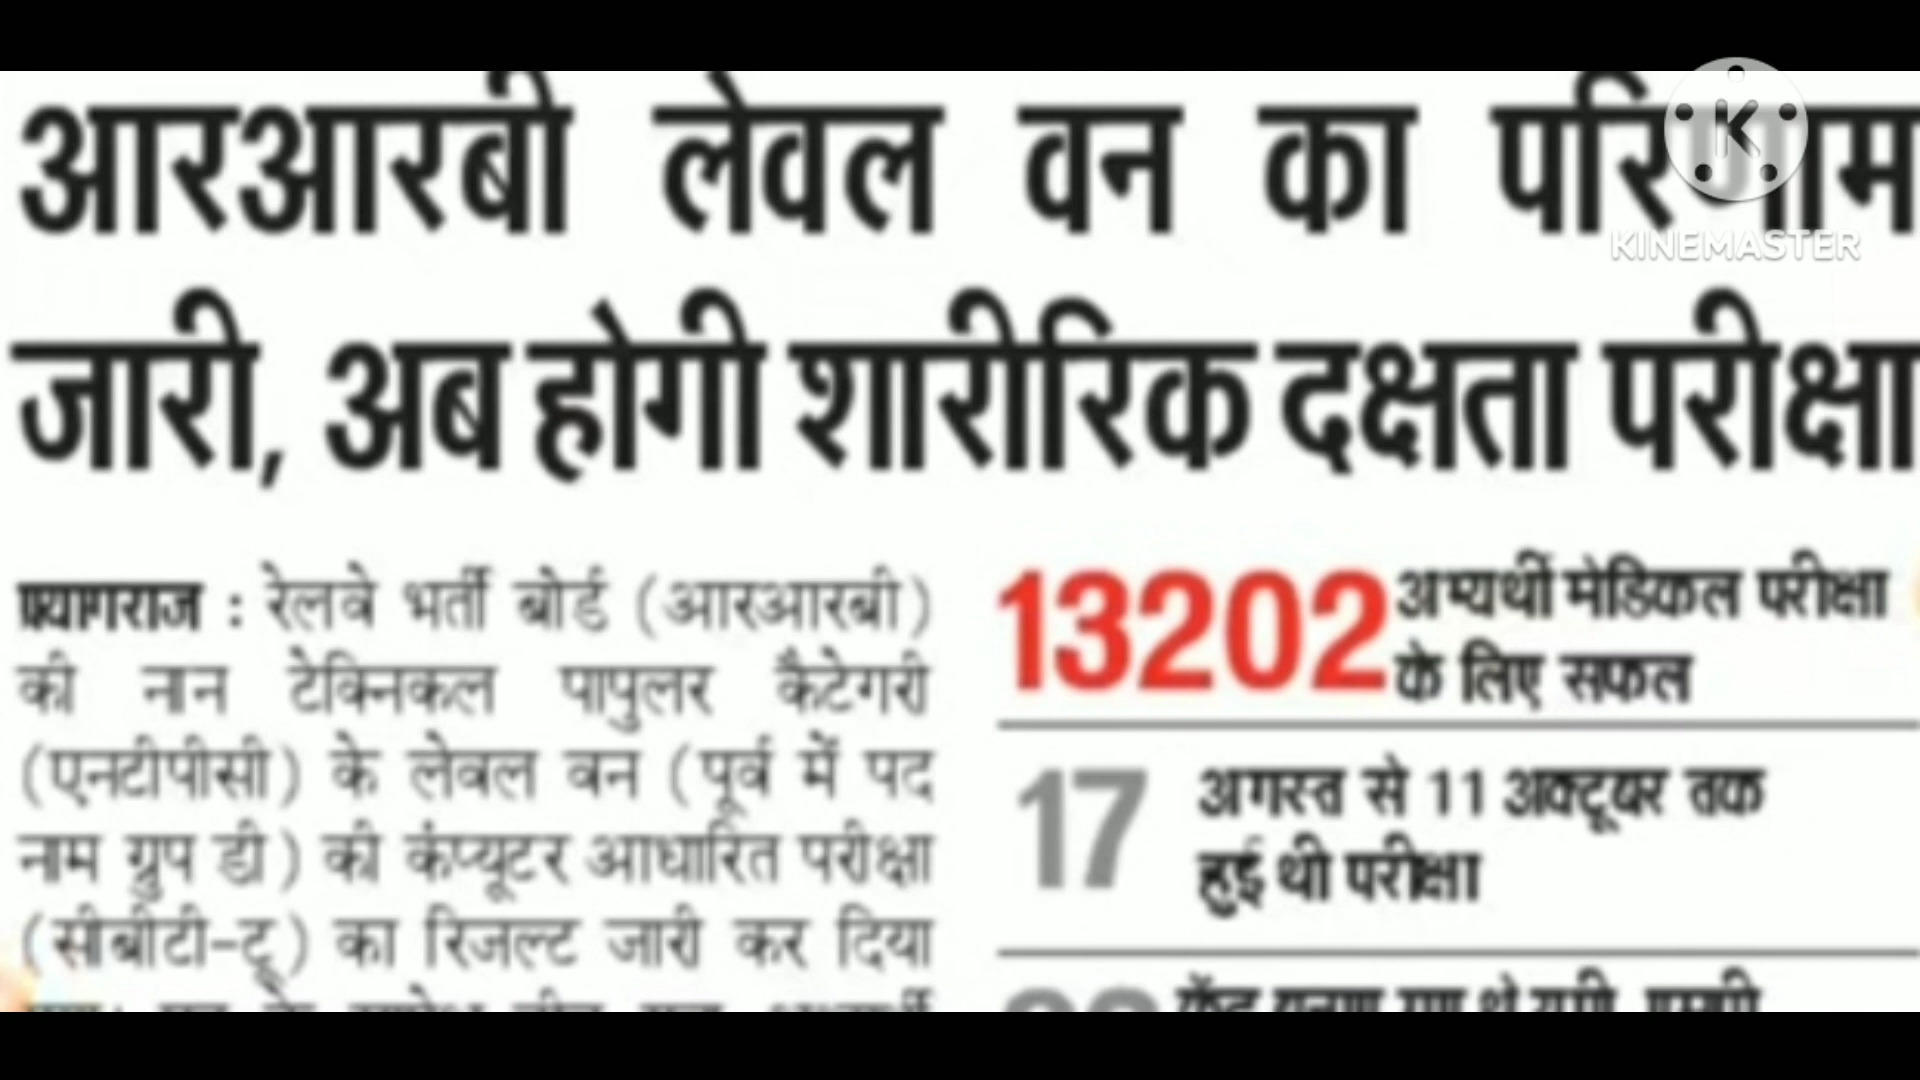 आरआरबी लेवल वन का परिणाम
जारी, अब होगी शारीरिक दक्षता परीक्षा
KINEMASTER
प्रयागराज : रेलवे भर्ती बोर्ड (आरआरबी)
की नान टेक्निकल पापुलर कैटेगरी
(एनटीपीसी) के लेवल वन (पूर्व में पद
नाम ग्रुप डी) की कंप्यूटर आधारित परीक्षा
(सीबीटी-टू) का रिजल्ट जारी कर दिया
13202 अभ्यर्थी मेडिकल परीक्षा
के लिए सफल
17 अगस्त से 11 अक्टूबर तक
हुई थी परीक्षा